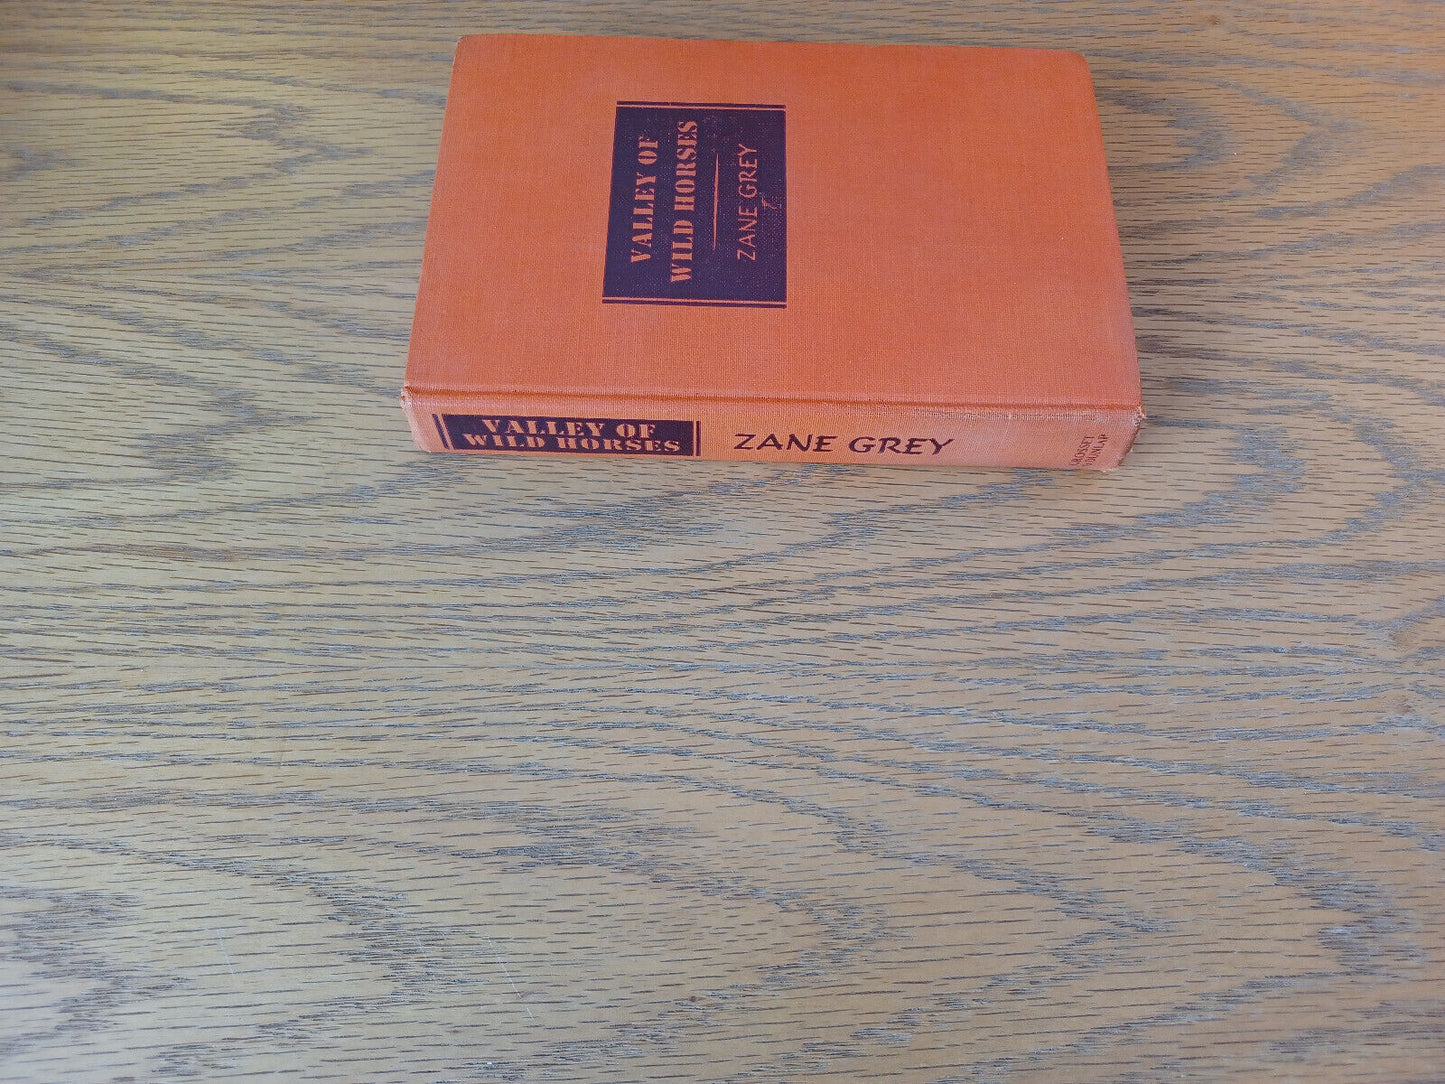 VALLEY OF
WILD HORSES
ZANE GREY
VALLEY OF
WILD HORSES
ZANE GREY
GROSSET
& DUNLAP